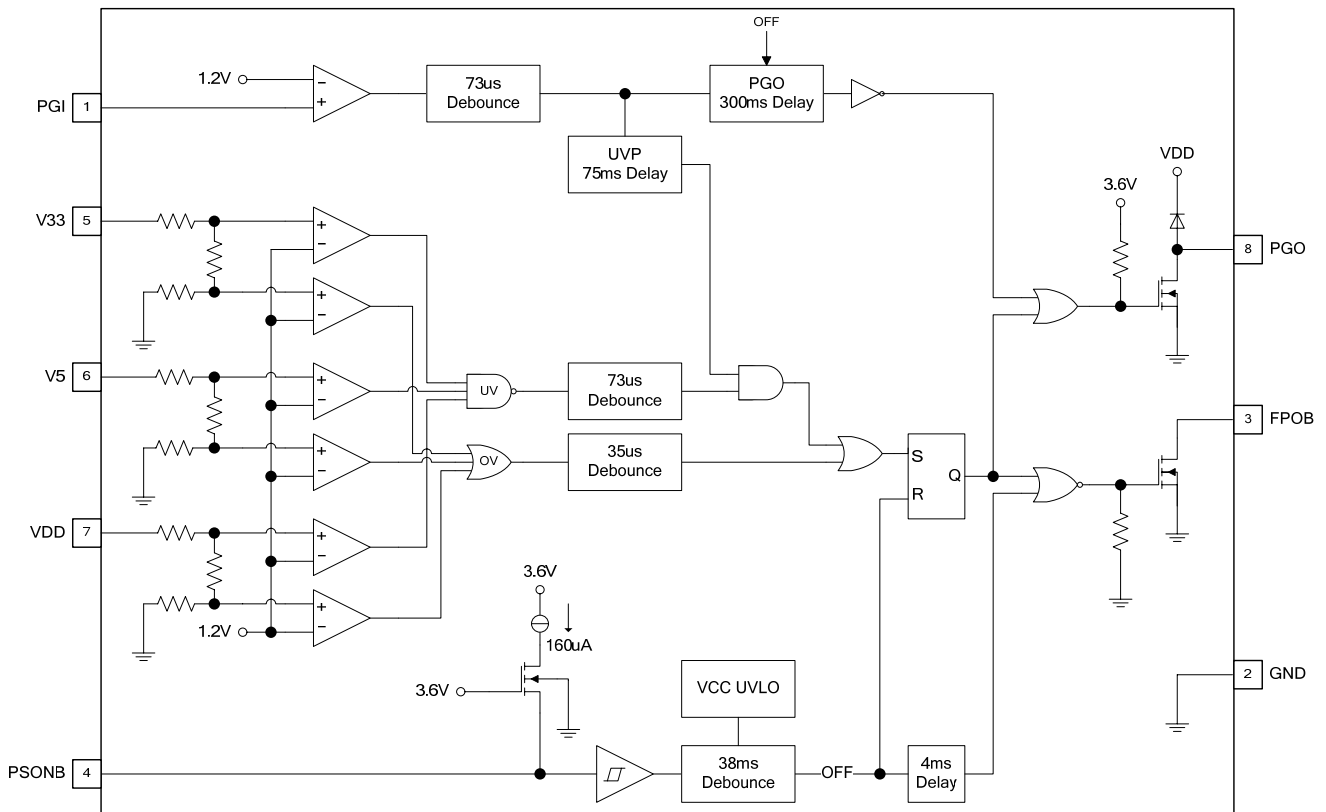 OFF
1.2V
−
+
73us
Debounce
PGO
300ms Delay
PGI
1
UVP
75ms Delay
VDD
3.6V
V33
5
+
−
8
PGO
+
−
V5
6
+
−
UV
73us
Debounce
3
FPOB
+
−
OV
35us
Debounce
S
Q
R
VDD
7
+
−
3.6V
+
−
1.2V
160uA
3.6V
VCC UVLO
2
GND
PSONB
4
38ms
Debounce
OFF
4ms
Delay